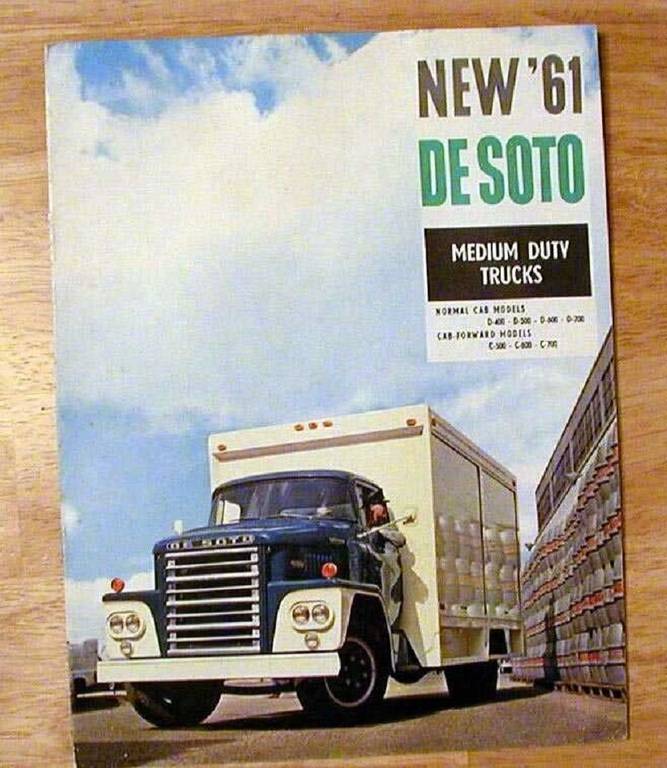 NEW '61
DE SOTO
MEDIUM DUTY
TRUCKS
NORMAL CAB MODELS
D-400 - D-500 - D-600 - D-700
CAB-FORWARD MODELS
C-500 - C-600 - C-700
DE SOTO